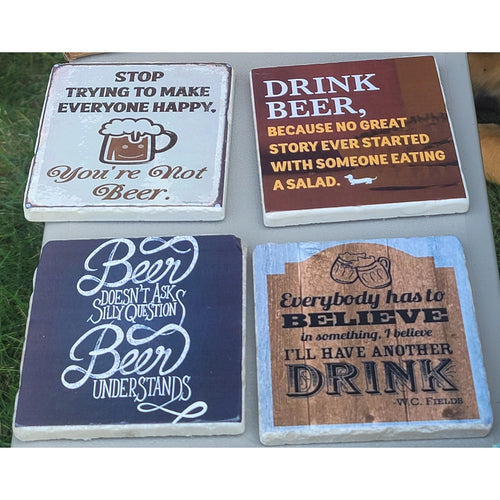 STOP
TRYING TO MAKE
EVERYONE HAPPY.
You're Not
Beer.
DRINK
BEER,
BECAUSE NO GREAT
STORY EVER STARTED
WITH SOMEONE EATING
A SALAD.
Beer
DOESN'T ASK
SILLY QUESTION
Beer
UNDERSTANDS
Everybody has to
BELIEVE
in something, I believe
I'LL HAVE ANOTHER
DRINK
-W.C. FIELDS